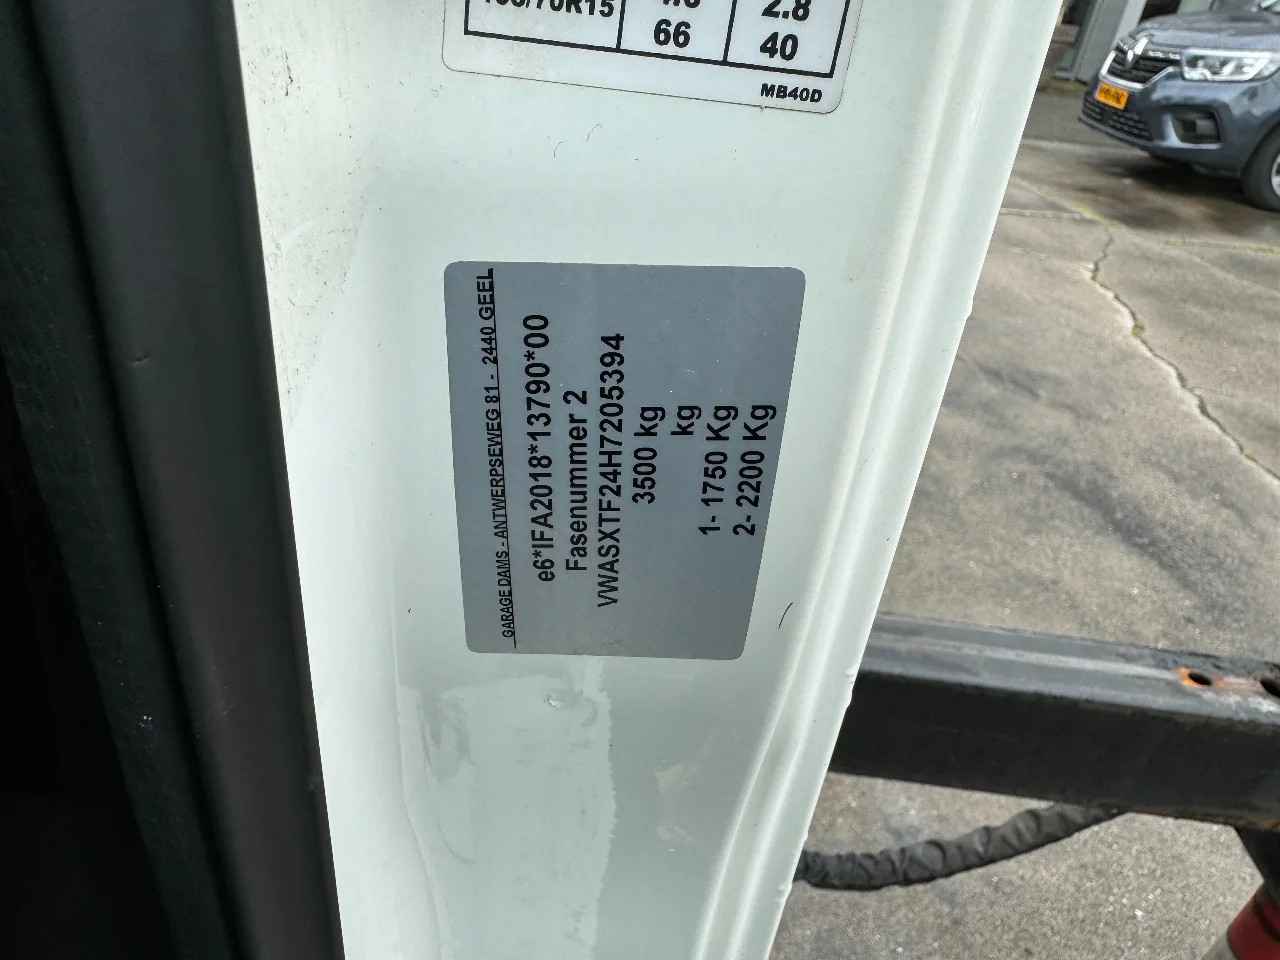 2.8
66
40
MB40D
GARAGE DAMS - ANTWERPSEWEG 81 - 2440 GEEL
e6*IFA2018*13790*00
Fasenummer 2
VWASXTF24H7205394
3500 kg
kg
1- 1750 Kg
2- 2200 Kg